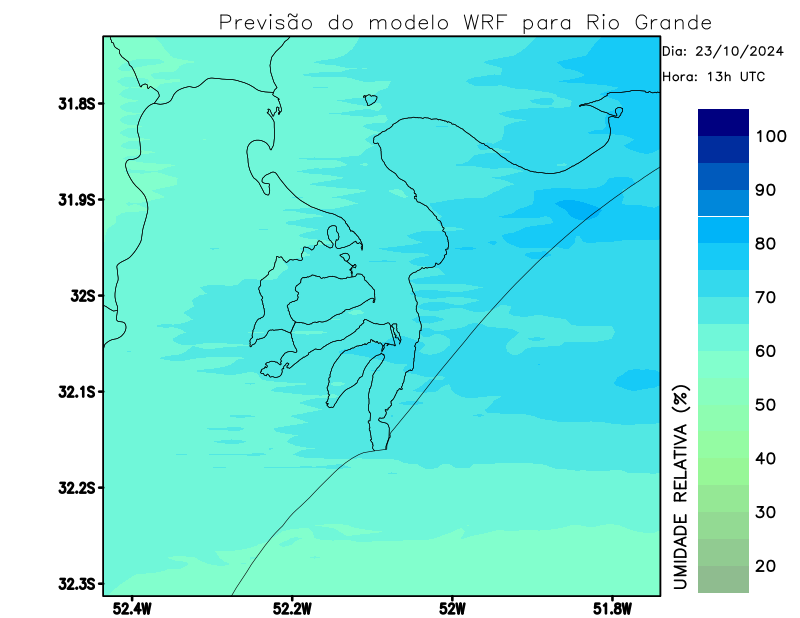 Previsão do modelo WRF para Rio Grande
Dia: 23/10/2024
Hora: 13h UTC
31.8S
31.9S
32S
32.1S
32.2S
32.3S
52.4W
52.2W
52W
51.8W
100
90
80
70
60
50
40
30
20
UMIDADE RELATIVA (%)